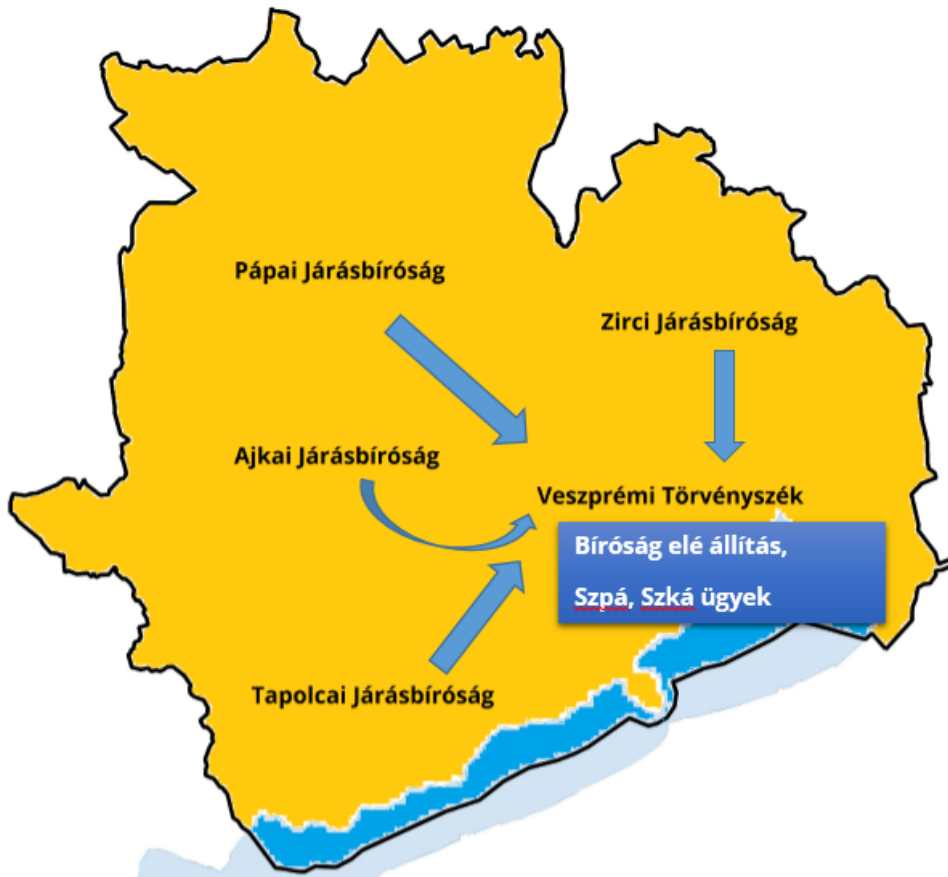 Pápai Járásbíróság
Zirci Járásbíróság
Ajkai Járásbíróság
Veszprémi Törvényszék
Bíróság elé állítás,
Szpá, Szká ügyek
Tapolcai Járásbíróság